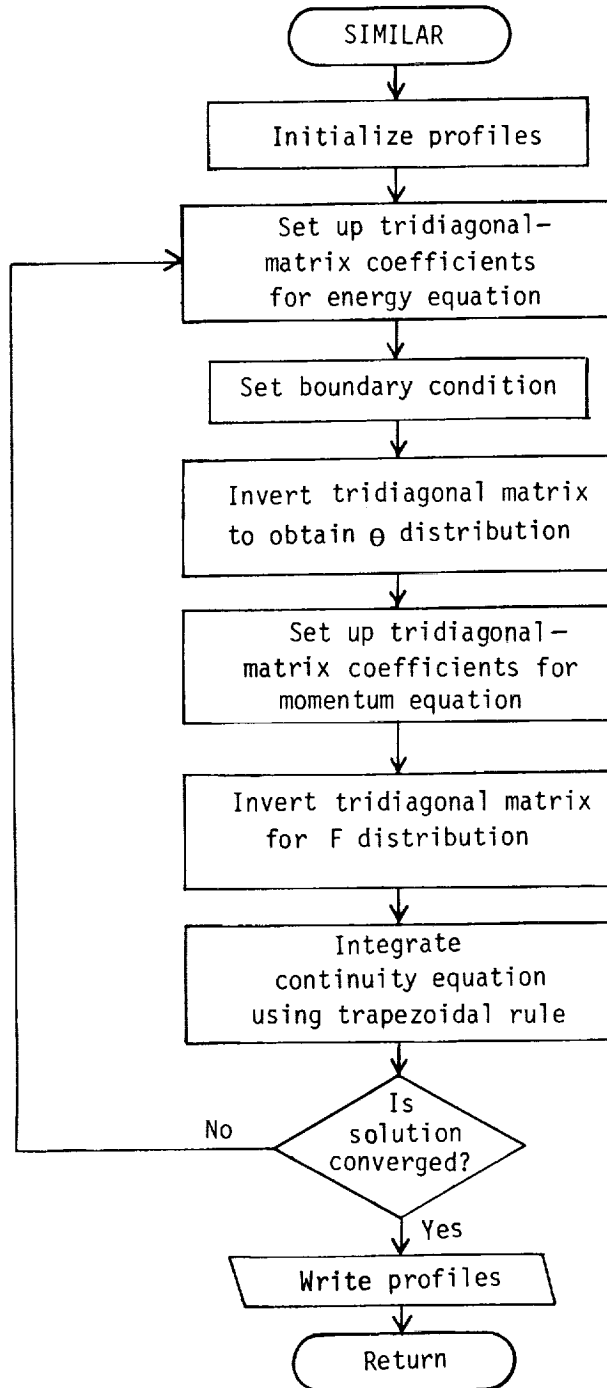 SIMILAR
Initialize profiles
Set up tridiagonal-
matrix coefficients
for energy equation
Set boundary condition
Invert tridiagonal matrix
to obtain θ distribution
Set up tridiagonal-
matrix coefficients for
momentum equation
Invert tridiagonal matrix
for F distribution
Integrate
continuity equation
using trapezoidal rule
Is
solution
converged?
No
Yes
Write profiles
Return